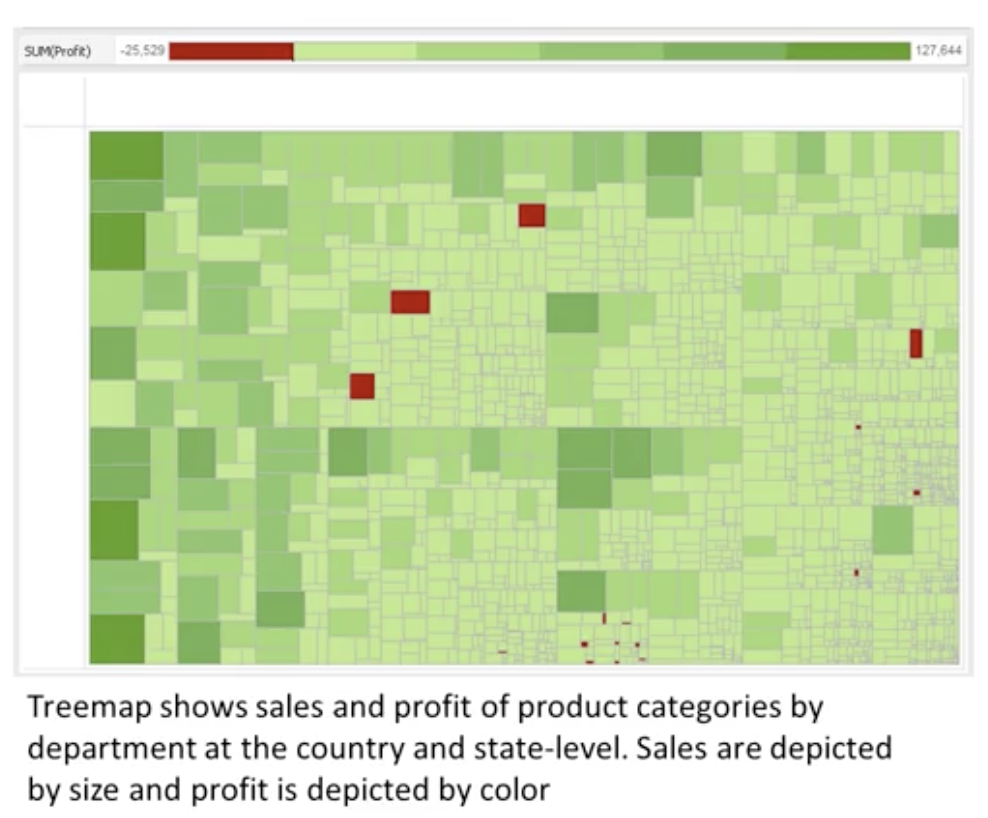 SUM(Profit) -25,529 127,644
Treemap shows sales and profit of product categories by
department at the country and state-level. Sales are depicted
by size and profit is depicted by color